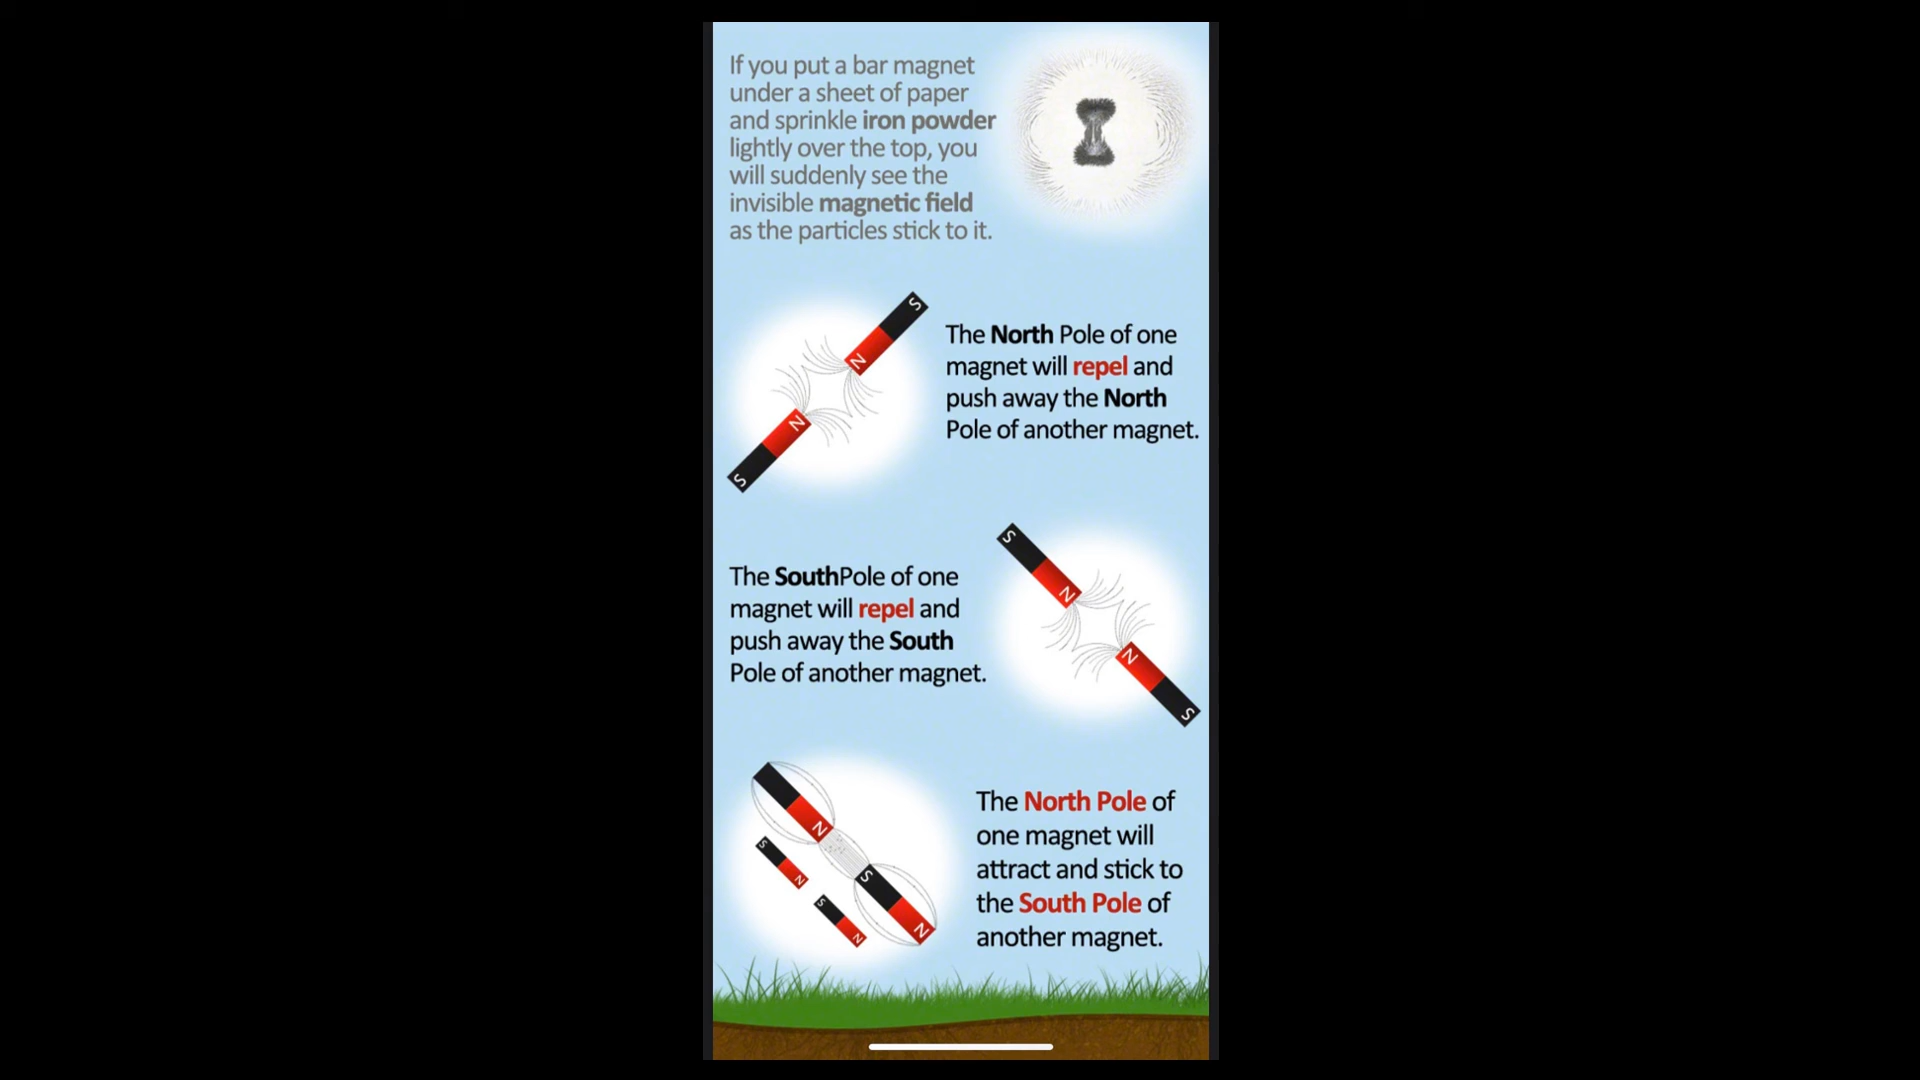 If you put a bar magnet
under a sheet of paper
and sprinkle iron powder
lightly over the top, you
will suddenly see the
invisible magnetic field
as the particles stick to it.
S
N
N
S
The North Pole of one
magnet will repel and
push away the North
Pole of another magnet.
The SouthPole of one
magnet will repel and
push away the South
Pole of another magnet.
S
N
N
S
N
S
N
S
N
S
N
The North Pole of
one magnet will
attract and stick to
the South Pole of
another magnet.